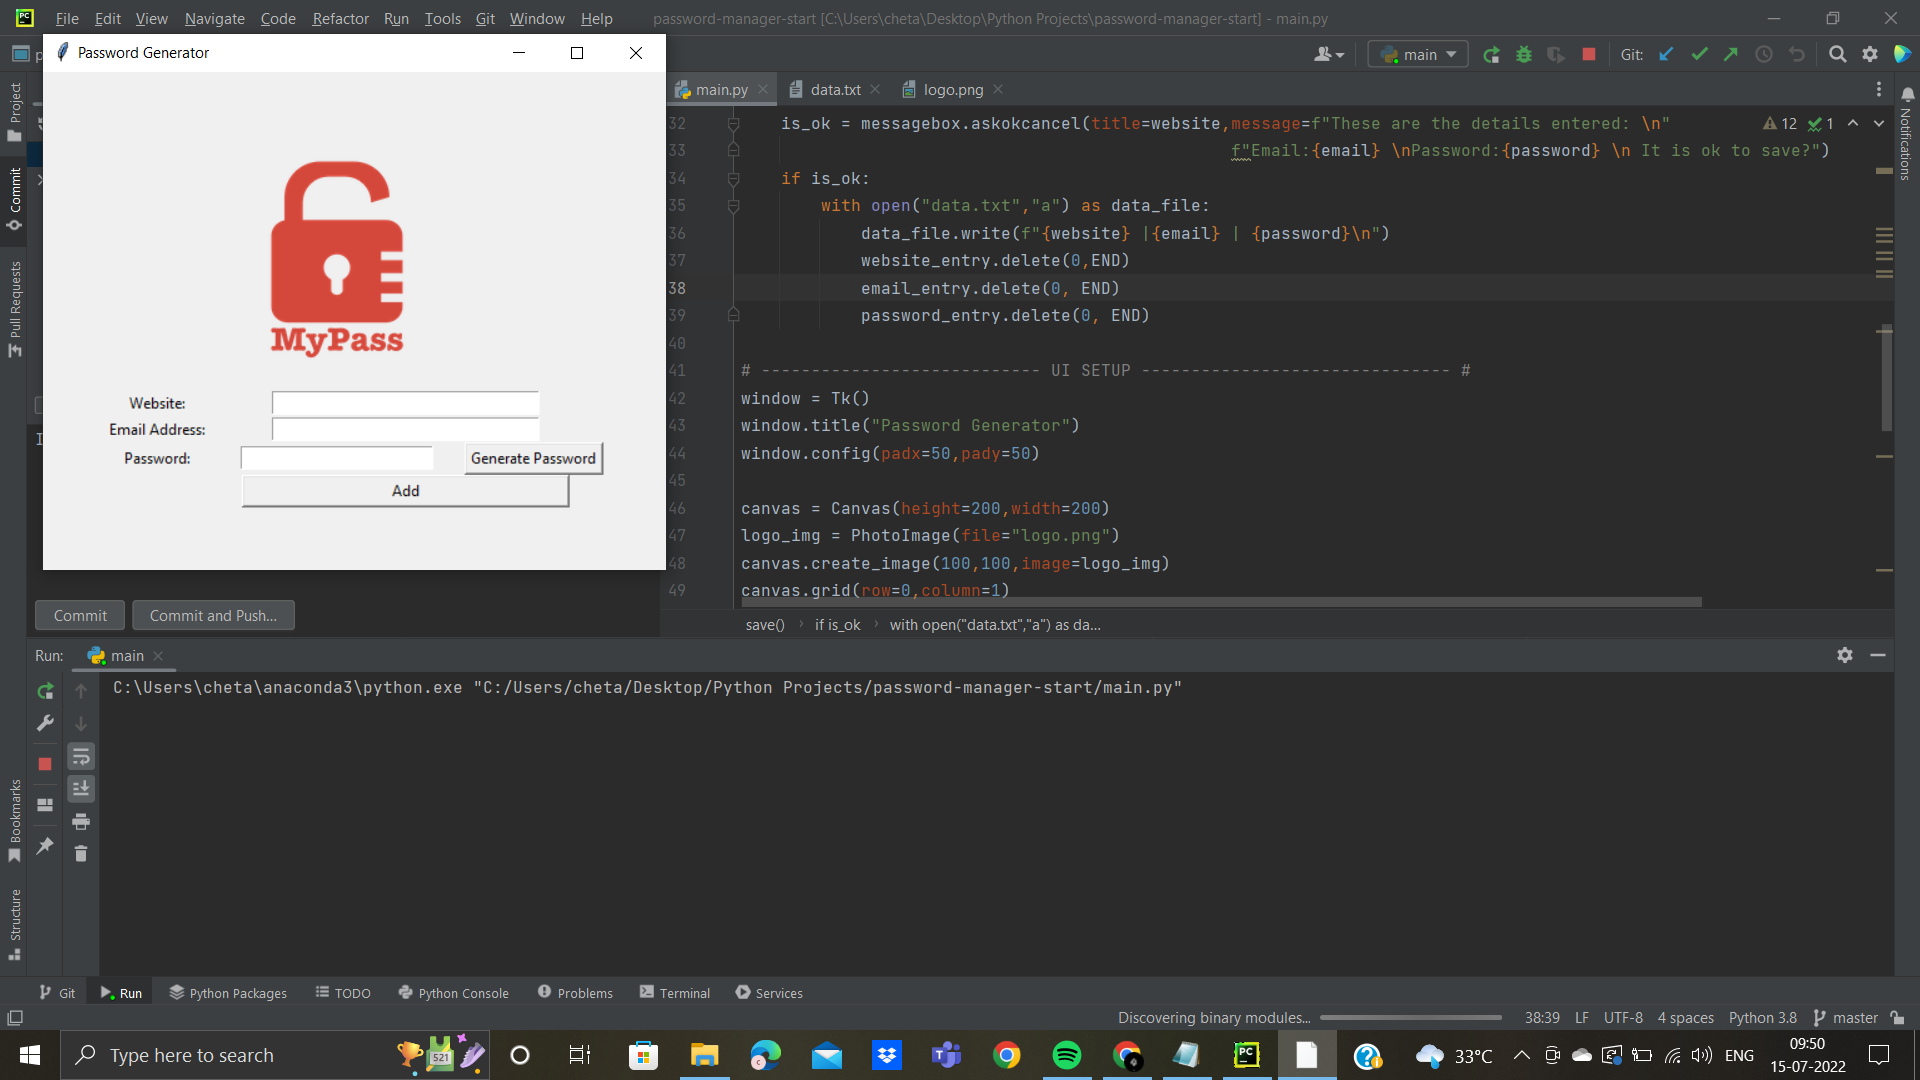 File Edit View Navigate Code Refactor Run Tools Git Window Help password-manager-start [C:\Users\cheta\Desktop\Python Projects\password-manager-start] - main.py
Password Generator
main Git:
main.py data.txt logo.png
Project
Commit
Pull Requests
Bookmarks
Structure
Notifications
MyPass
Website:
Email Address:
Password:
Generate Password
Add
12 1
32 is_ok = messagebox.askokcancel(title=website,message=f"These are the details entered: \n"
33 f"Email:{email} \nPassword:{password} \n It is ok to save?")
34 if is_ok:
35 with open("data.txt","a") as data_file:
36 data_file.write(f"{website} |{email} | {password}\n")
37 website_entry.delete(0,END)
38 email_entry.delete(0, END)
39 password_entry.delete(0, END)
40
41 # ---------------------------- UI SETUP ------------------------------- #
42 window = Tk()
43 window.title("Password Generator")
44 window.config(padx=50,pady=50)
45
46 canvas = Canvas(height=200,width=200)
47 logo_img = PhotoImage(file="logo.png")
48 canvas.create_image(100,100,image=logo_img)
49 canvas.grid(row=0,column=1)
Commit Commit and Push...
save() if is_ok with open("data.txt","a") as da...
Run: main
C:\Users\cheta\anaconda3\python.exe "C:/Users/cheta/Desktop/Python Projects/password-manager-start/main.py"
Git Run Python Packages TODO Python Console Problems Terminal Services
Discovering binary modules... 38:39 LF UTF-8 4 spaces Python 3.8 master
Type here to search
521
33°C ENG
09:50
15-07-2022